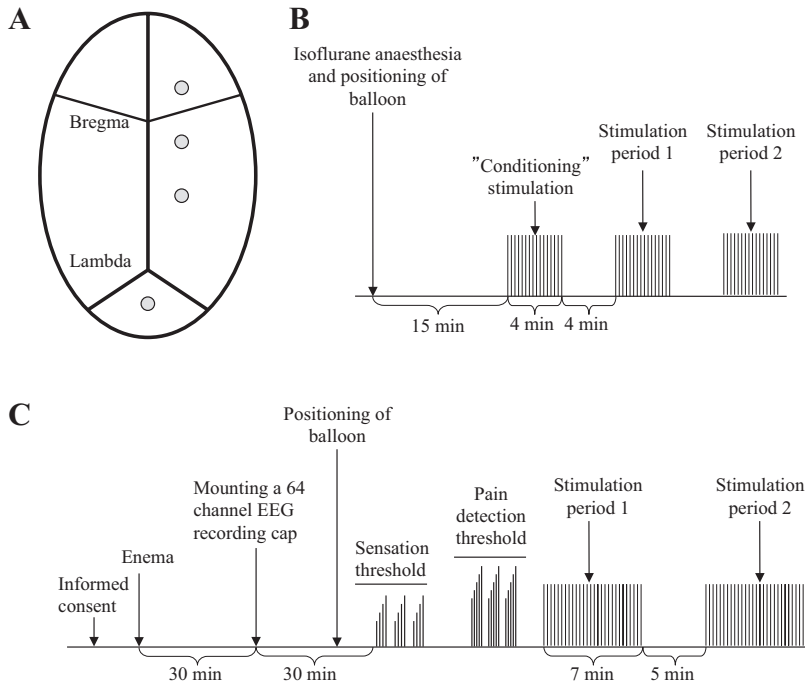 A
Bregma
Lambda
B
Isoflurane anaesthesia
and positioning of
balloon
”Conditioning”
stimulation
Stimulation
period 1
Stimulation
period 2
15 min
4 min
4 min
C
Informed
consent
Enema
Mounting a 64
channel EEG
recording cap
Positioning of
balloon
Sensation
threshold
Pain
detection
threshold
Stimulation
period 1
Stimulation
period 2
30 min
30 min
7 min
5 min